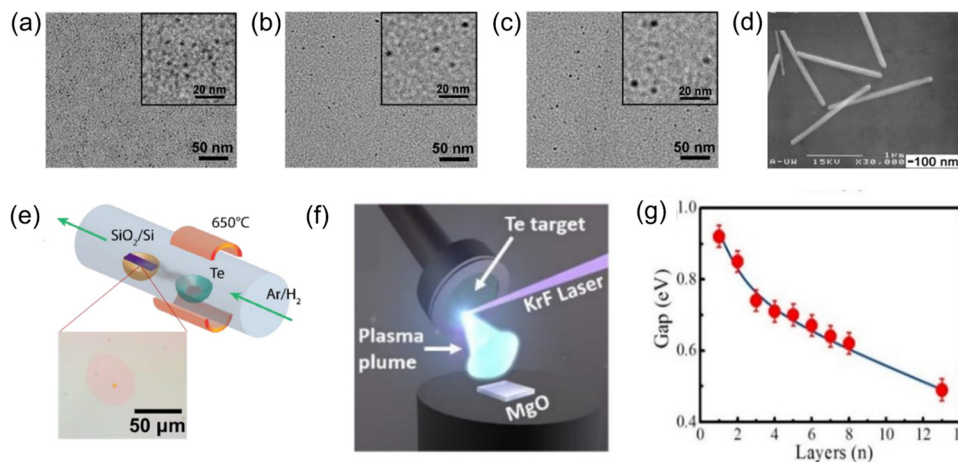 (a)
20 nm
50 nm
(b)
20 nm
50 nm
(c)
20 nm
50 nm
(d)
1μm
A-UW 15KV X30,000
100 nm
(e)
650°C
SiO2/Si
Te
Ar/H2
50 μm
(f)
Te target
KrF Laser
Plasma
plume
MgO
(g)
1.0
0.8
0.6
0.4
Gap (eV)
0 2 4 6 8 10 12 14
Layers (n)